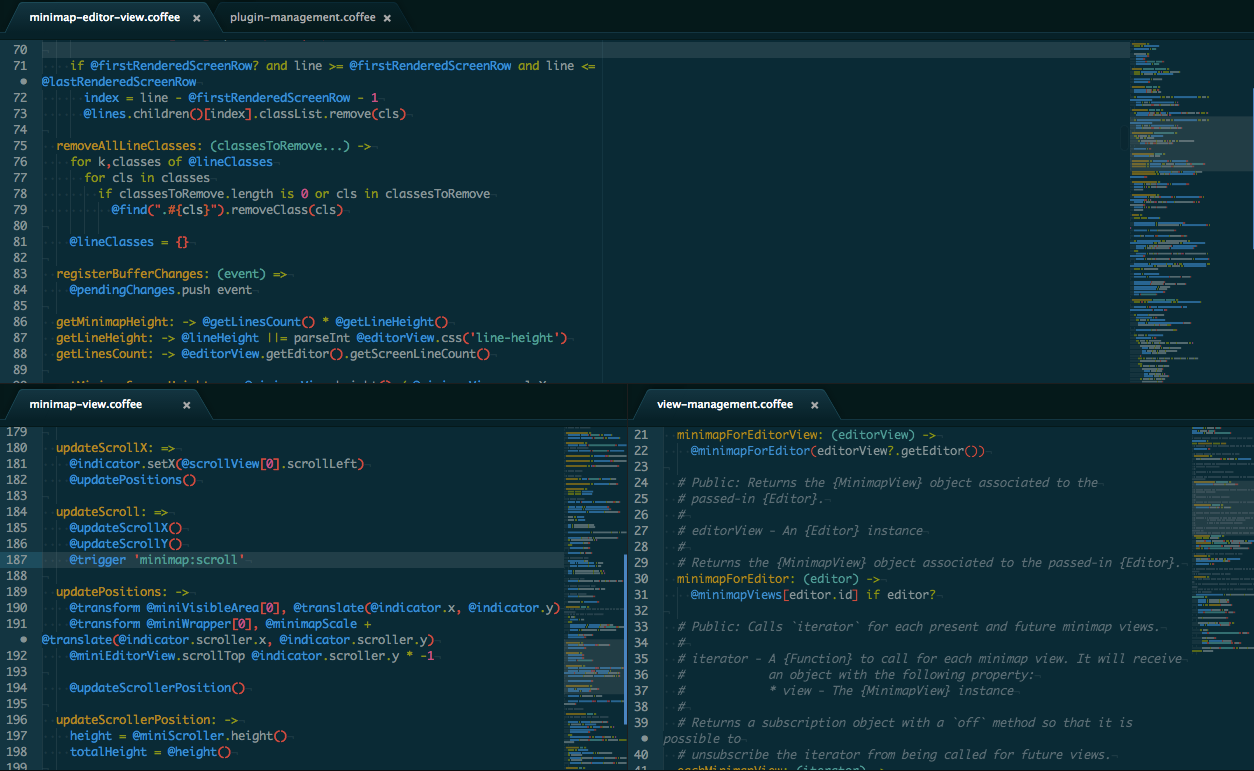 minimap-editor-view.coffee ×
plugin-management.coffee ×
70
71 if @firstRenderedScreenRow? and line >= @firstRenderedScreenRow and line <=
• @lastRenderedScreenRow
72 index = line - @firstRenderedScreenRow - 1
73 @lines.children()[index].classList.remove(cls)
74
75 removeAllLineClasses: (classesToRemove...) ->
76 for k,classes of @lineClasses
77 for cls in classes
78 if classesToRemove.length is 0 or cls in classesToRemove
79 @find(".#{cls}").removeClass(cls)
80
81 @lineClasses = {}
82
83 registerBufferChanges: (event) =>
84 @pendingChanges.push event
85
86 getMinimapHeight: -> @getLinesCount() * @getLineHeight()
87 getLineHeight: -> @lineHeight ||= parseInt @editorView.css('line-height')
88 getLinesCount: -> @editorView.getEditor().getScreenLineCount()
89
minimap-view.coffee ×
179
180 updateScrollX: =>
181 @indicator.setX(@scrollView[0].scrollLeft)
182 @updatePositions()
183
184 updateScroll: =>
185 @updateScrollX()
186 @updateScrollY()
187 @trigger 'minimap:scroll'
188
189 updatePositions: ->
190 @transform @miniVisibleArea[0], @translate(@indicator.x, @indicator.y)
191 @transform @miniWrapper[0], @minimapScale +
• @translate(@indicator.scroller.x, @indicator.scroller.y)
192 @miniEditorView.scrollTop @indicator.scroller.y * -1
193
194 @updateScrollerPosition()
195
196 updateScrollerPosition: ->
197 height = @miniScroller.height()
198 totalHeight = @height()
199
view-management.coffee ×
21 minimapForEditorView: (editorView) ->
22 @minimapForEditor(editorView?.getEditor())
23
24 # Public: Returns the {MinimapView} object associated to the
25 # passed-in {Editor}.
26 #
27 # editorView - An {Editor} instance
28 #
29 # Returns the {MinimapView} object associated to the passed-in {Editor}.
30 minimapForEditor: (editor) ->
31 @minimapViews[editor.id] if editor?
32
33 # Public: Calls `iterator` for each present and future minimap views.
34 #
35 # iterator - A {Function} to call for each minimap view. It will receive
36 # an object with the following property:
37 # * view - The {MinimapView} instance
38 #
39 # Returns a subscription object with a `off` method so that it is
• possible to
40 # unsubscribe the iterator from being called for future views.
41 eachMinimapView: (iterator) ->